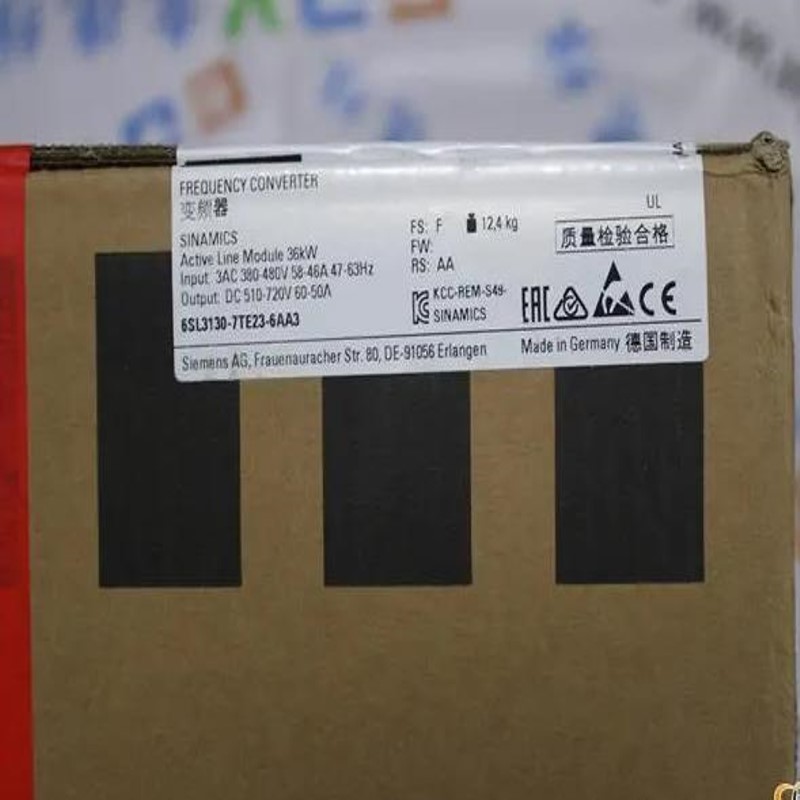 FREQUENCY CONVERTER
变频器
SINAMICS
Active Line Module 36kW
Input: 3AC 380-480V 58-46A 47-63Hz
Output: DC 510-720V 60-50A
6SL3130-7TE23-6AA3
FS: F 12,4 kg
FW:
RS: AA
KCC-REM-S49-
SINAMICS
UL
质量检验合格
EAC CE
Siemens AG, Frauenauracher Str. 80, DE-91056 Erlangen
Made in Germany 德国制造